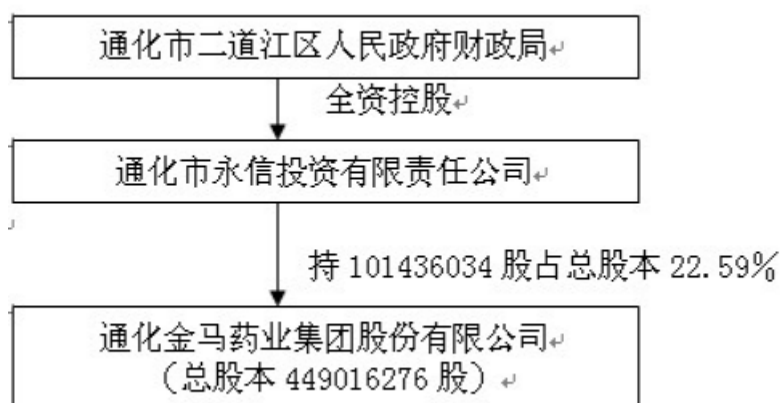 通化市二道江区人民政府财政局
全资控股
通化市永信投资有限责任公司
持 101436034 股占总股本 22.59%
通化金马药业集团股份有限公司
（总股本 449016276 股）